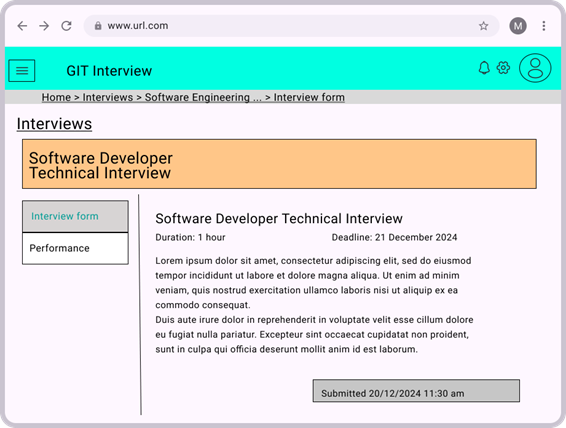 www.url.com
M
GIT Interview
Home > Interviews > Software Engineering ... > Interview form
Interviews
Software Developer
Technical Interview
Interview form
Performance
Software Developer Technical Interview
Duration: 1 hour
Deadline: 21 December 2024
Lorem ipsum dolor sit amet, consectetur adipiscing elit, sed do eiusmod
tempor incididunt ut labore et dolore magna aliqua. Ut enim ad minim
veniam, quis nostrud exercitation ullamco laboris nisi ut aliquip ex ea
commodo consequat.
Duis aute irure dolor in reprehenderit in voluptate velit esse cillum dolore
eu fugiat nulla pariatur. Excepteur sint occaecat cupidatat non proident,
sunt in culpa qui officia deserunt mollit anim id est laborum.
Submitted 20/12/2024 11:30 am